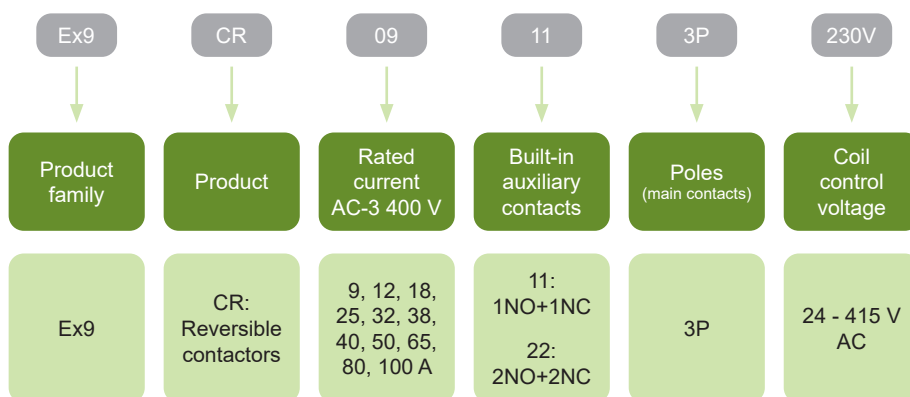 Ex9
CR
09
11
3P
230V
Product
family
Product
Rated
current
AC-3 400 V
Built-in
auxiliary
contacts
Poles
(main contacts)
Coil
control
voltage
Ex9
CR:
Reversible
contactors
9, 12, 18,
25, 32, 38,
40, 50, 65,
80, 100 A
11:
1NO+1NC
22:
2NO+2NC
3P
24 - 415 V
AC